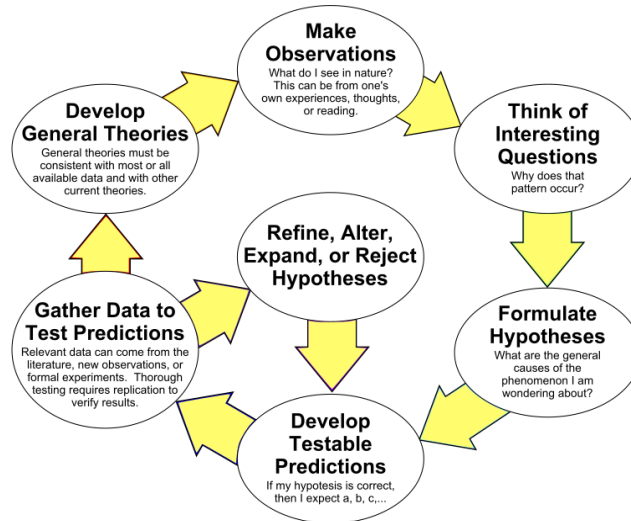 Make
Observations
What do I see in nature?
This can be from one's
own experiences, thoughts,
or reading.
Think of
Interesting
Questions
Why does that
pattern occur?
Formulate
Hypotheses
What are the general
causes of the
phenomenon I am
wondering about?
Develop
Testable
Predictions
If my hypotesis is correct,
then I expect a, b, c,...
Gather Data to
Test Predictions
Relevant data can come from the
literature, new observations, or
formal experiments. Thorough
testing requires replication to
verify results.
Refine, Alter,
Expand, or Reject
Hypotheses
Develop
General Theories
General theories must be
consistent with most or all
available data and with other
current theories.